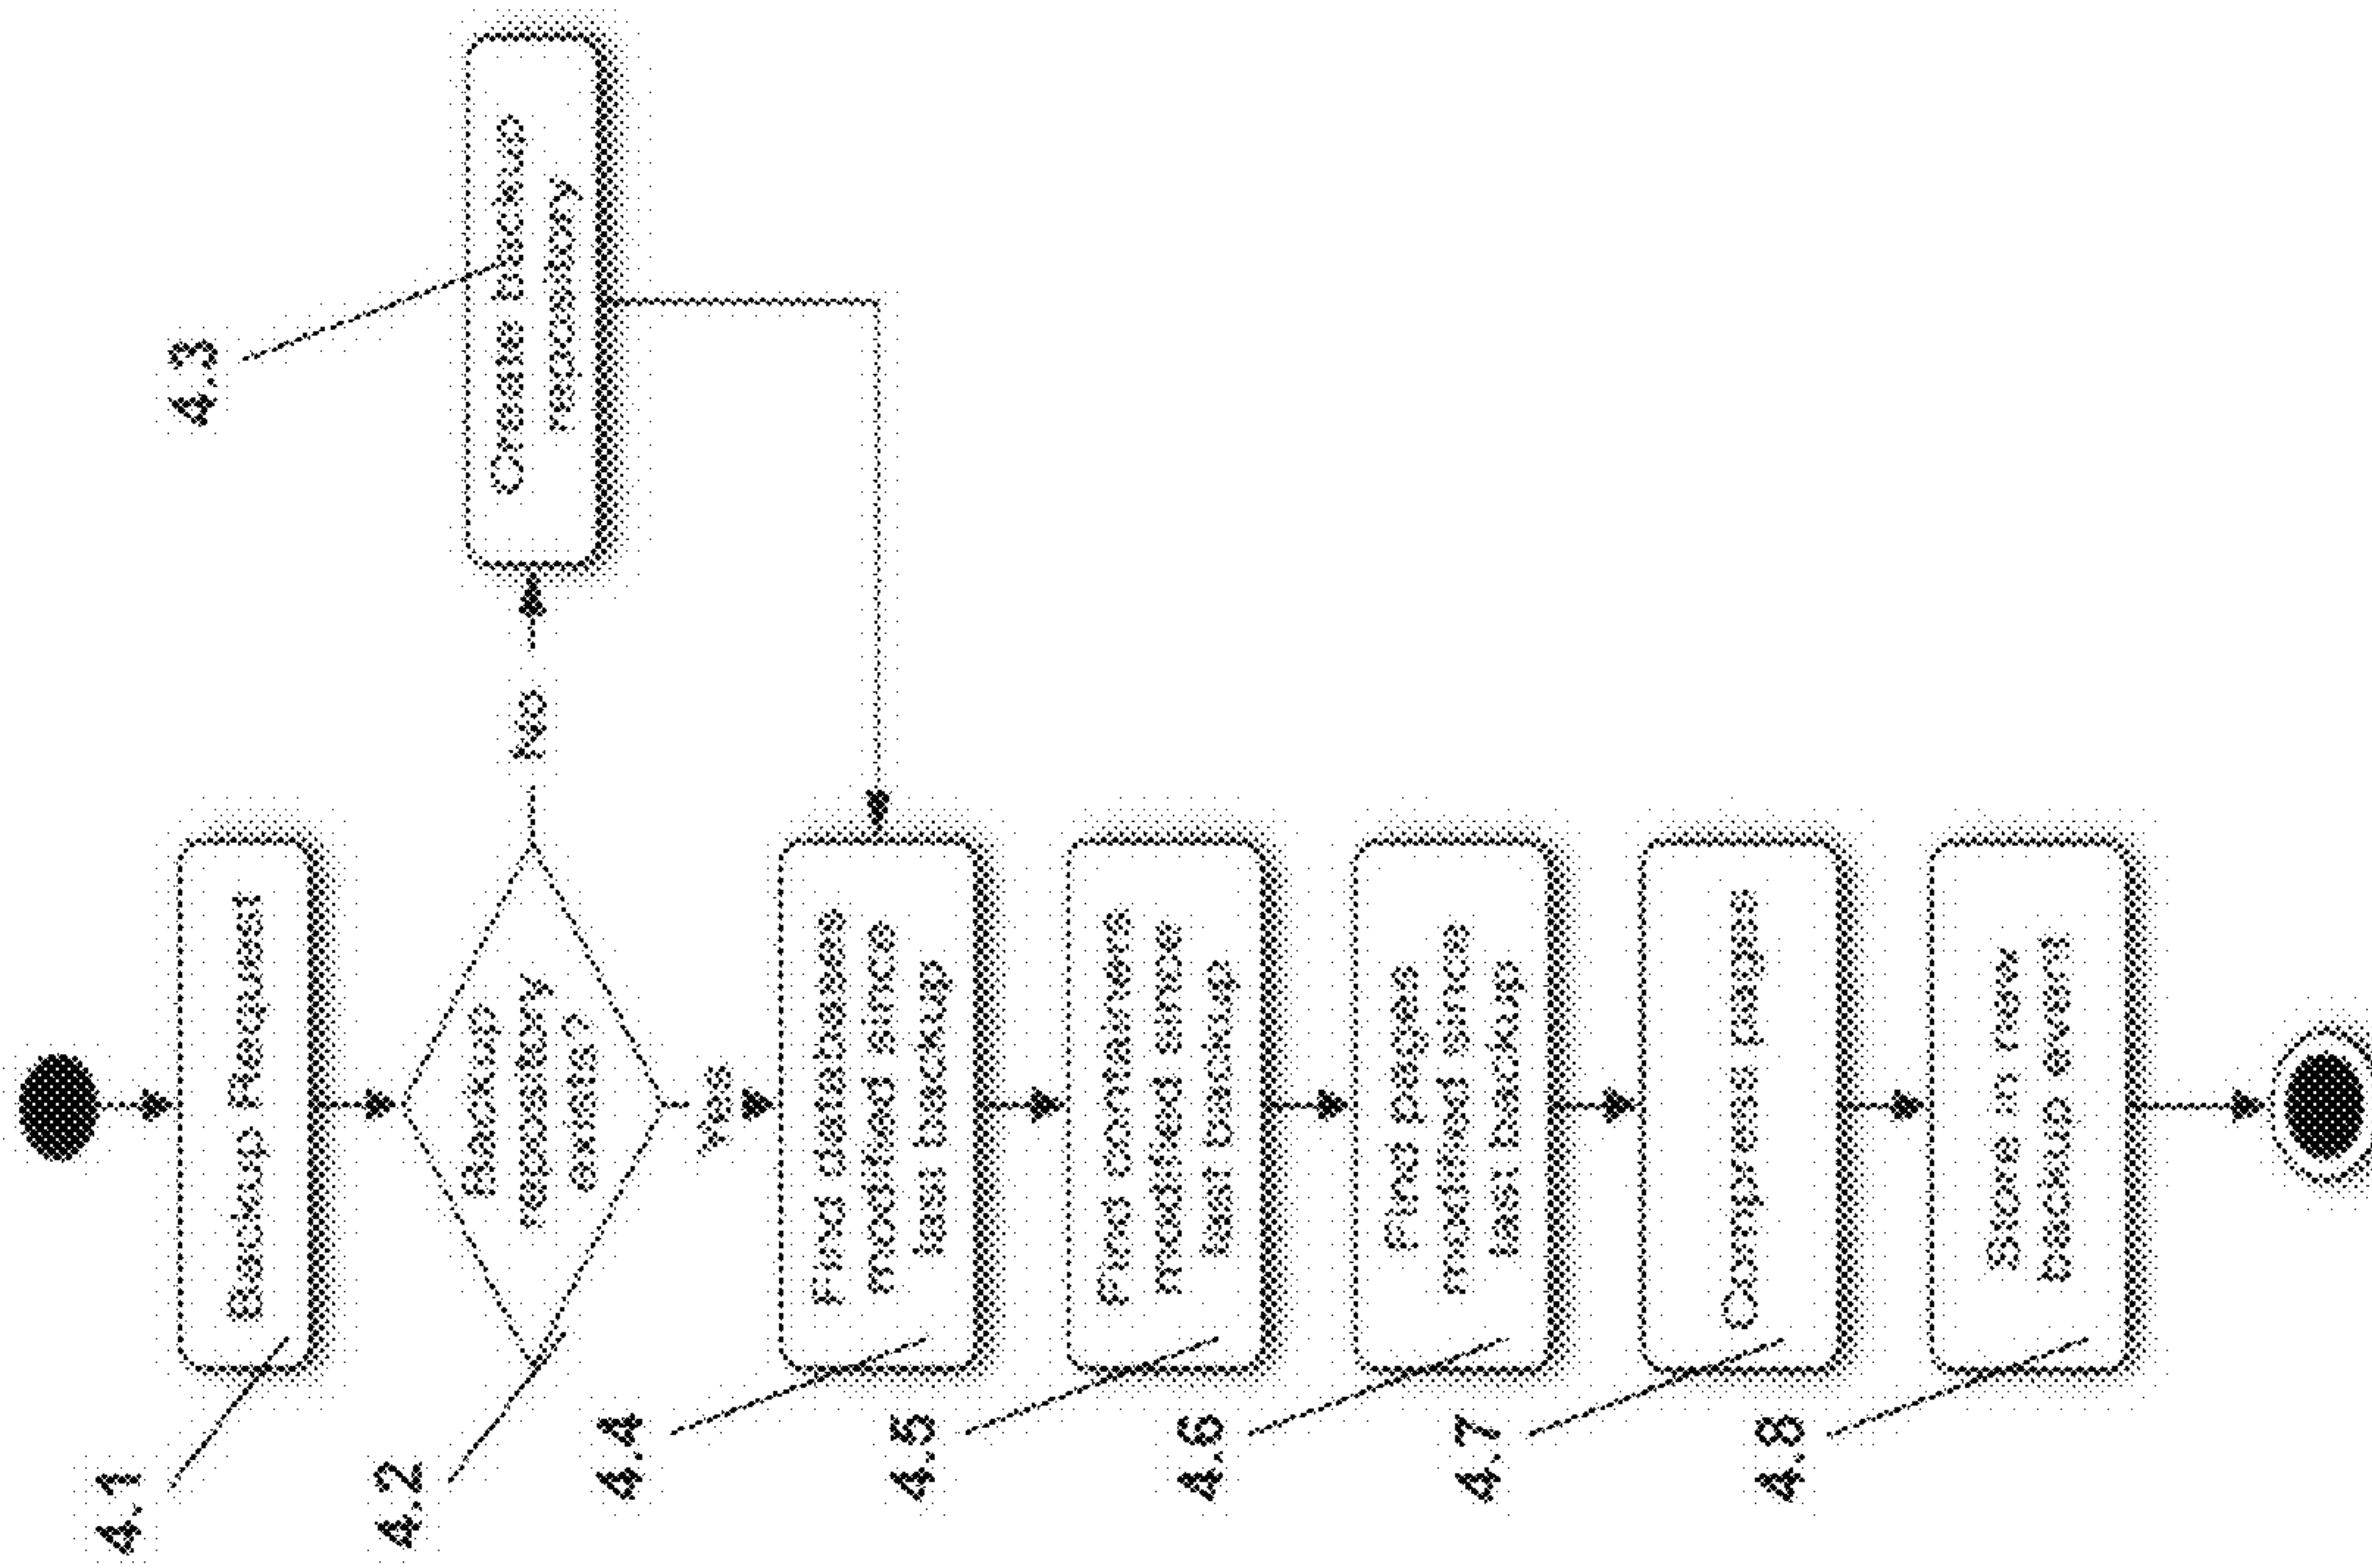 4.1
Backup Request
4.2
Backup
repository
exists?
No
4.3
Create backup
repository
Yes
4.4
Find databases
modified since
last backup
4.5
Find containers
modified since
last backup
4.6
Find pages
modified since
last backup
4.7
Compress pages
4.8
Store in new
backup event